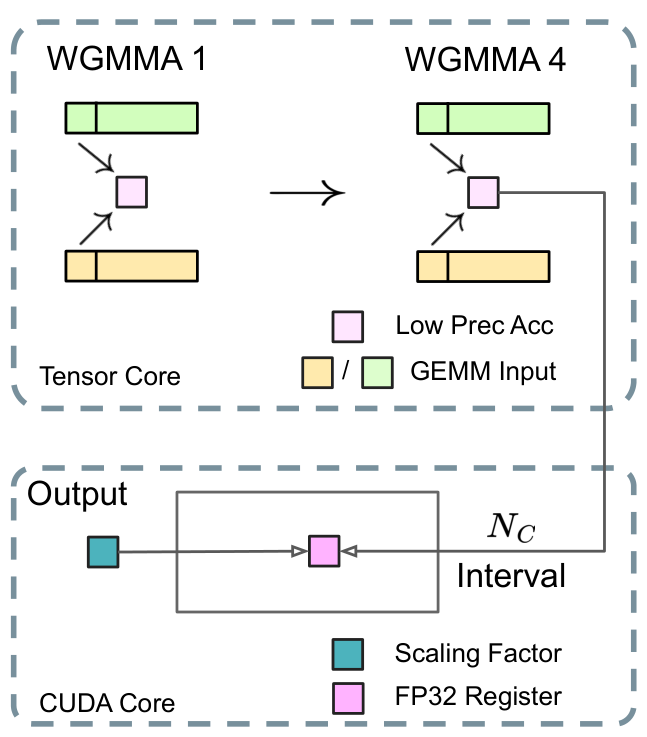 WGMMA 1
WGMMA 4
Low Prec Acc
/ GEMM Input
Tensor Core
Output
N_C
Interval
Scaling Factor
FP32 Register
CUDA Core